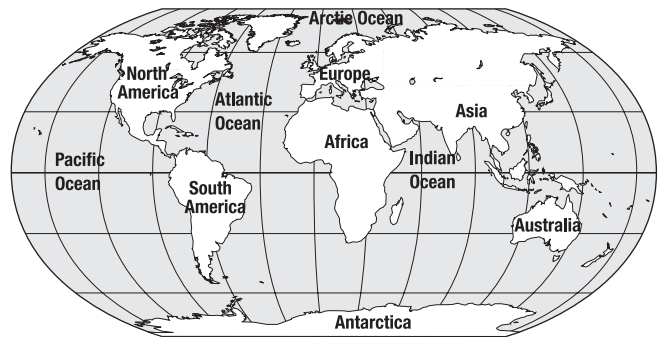 Arctic Ocean
North
America
Europe
Asia
Atlantic
Ocean
Africa
Pacific
Ocean
Indian
Ocean
South
America
Australia
Antarctica